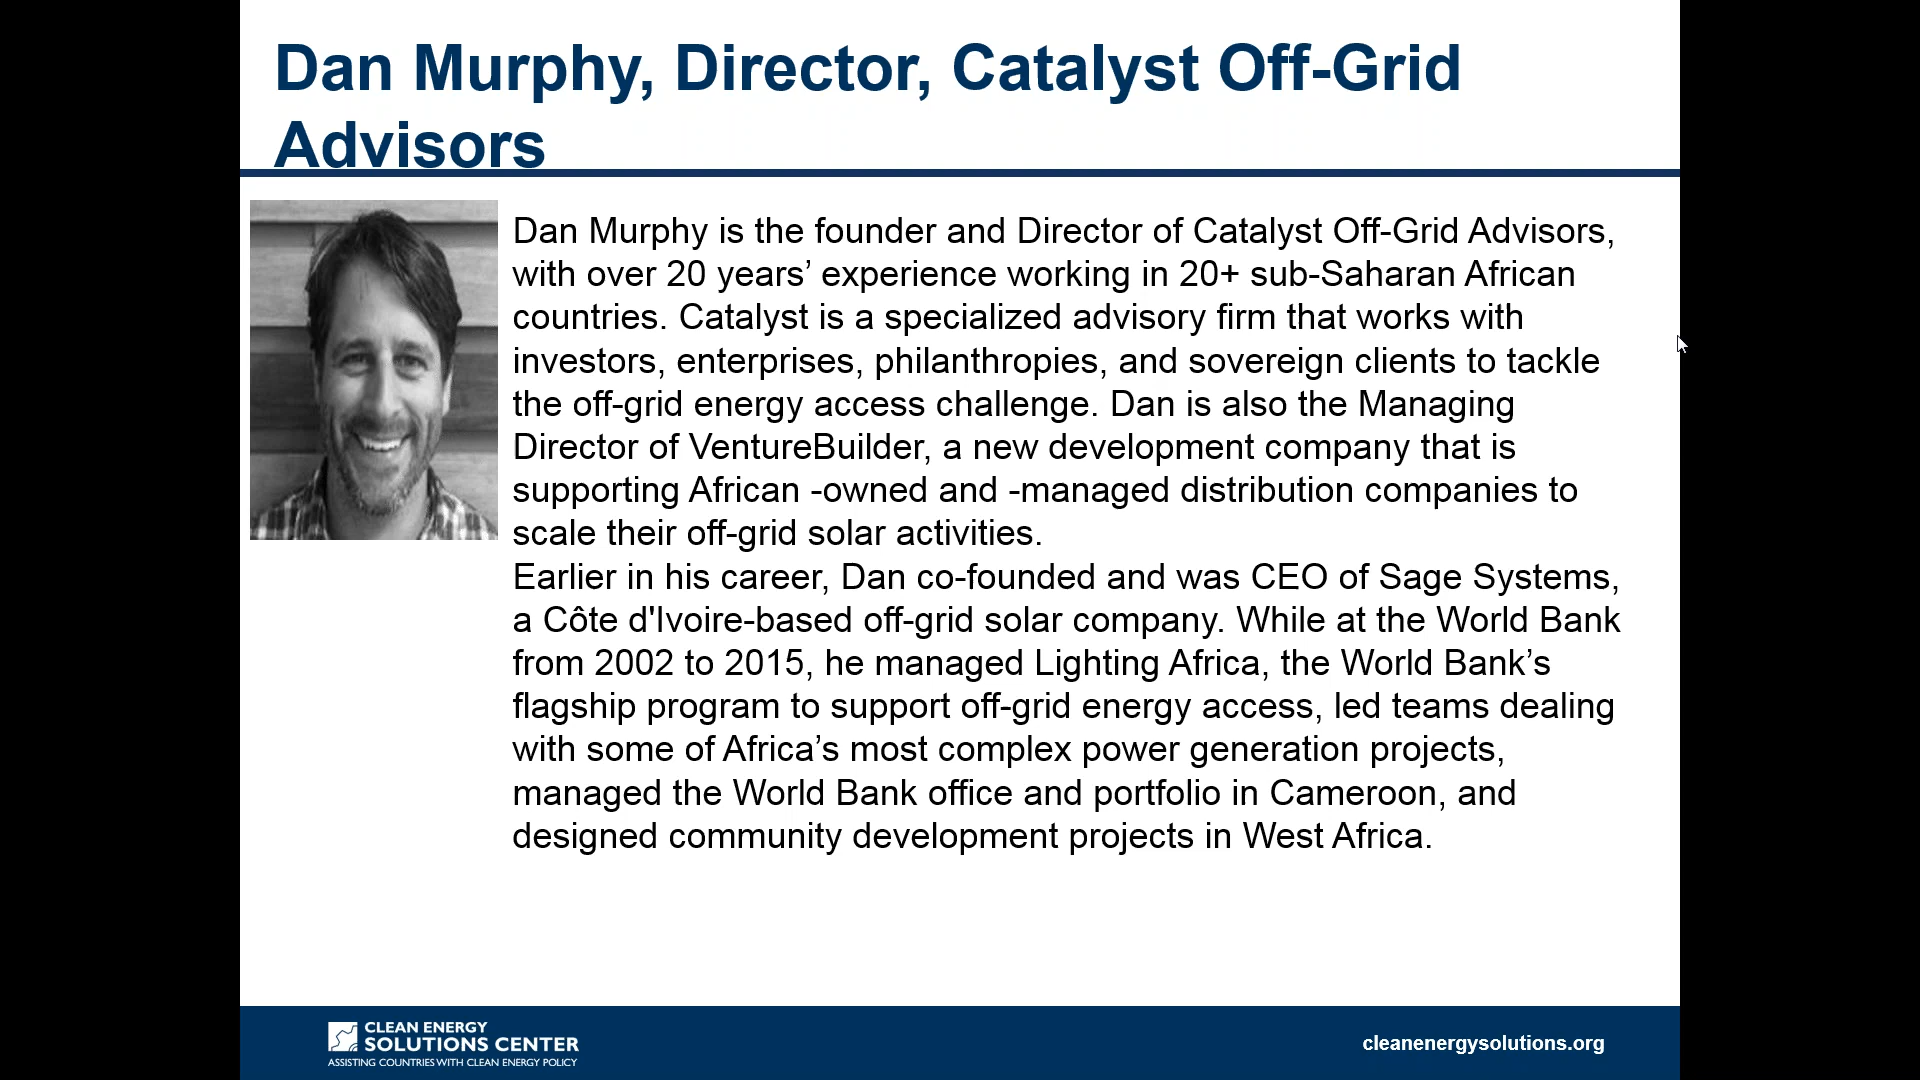 Dan Murphy, Director, Catalyst Off-Grid
Advisors
Dan Murphy is the founder and Director of Catalyst Off-Grid Advisors,
with over 20 years’ experience working in 20+ sub-Saharan African
countries. Catalyst is a specialized advisory firm that works with
investors, enterprises, philanthropies, and sovereign clients to tackle
the off-grid energy access challenge. Dan is also the Managing
Director of VentureBuilder, a new development company that is
supporting African -owned and -managed distribution companies to
scale their off-grid solar activities.
Earlier in his career, Dan co-founded and was CEO of Sage Systems,
a Côte d'Ivoire-based off-grid solar company. While at the World Bank
from 2002 to 2015, he managed Lighting Africa, the World Bank’s
flagship program to support off-grid energy access, led teams dealing
with some of Africa’s most complex power generation projects,
managed the World Bank office and portfolio in Cameroon, and
designed community development projects in West Africa.
CLEAN ENERGY
SOLUTIONS CENTER
ASSISTING COUNTRIES WITH CLEAN ENERGY POLICY
cleanenergysolutions.org